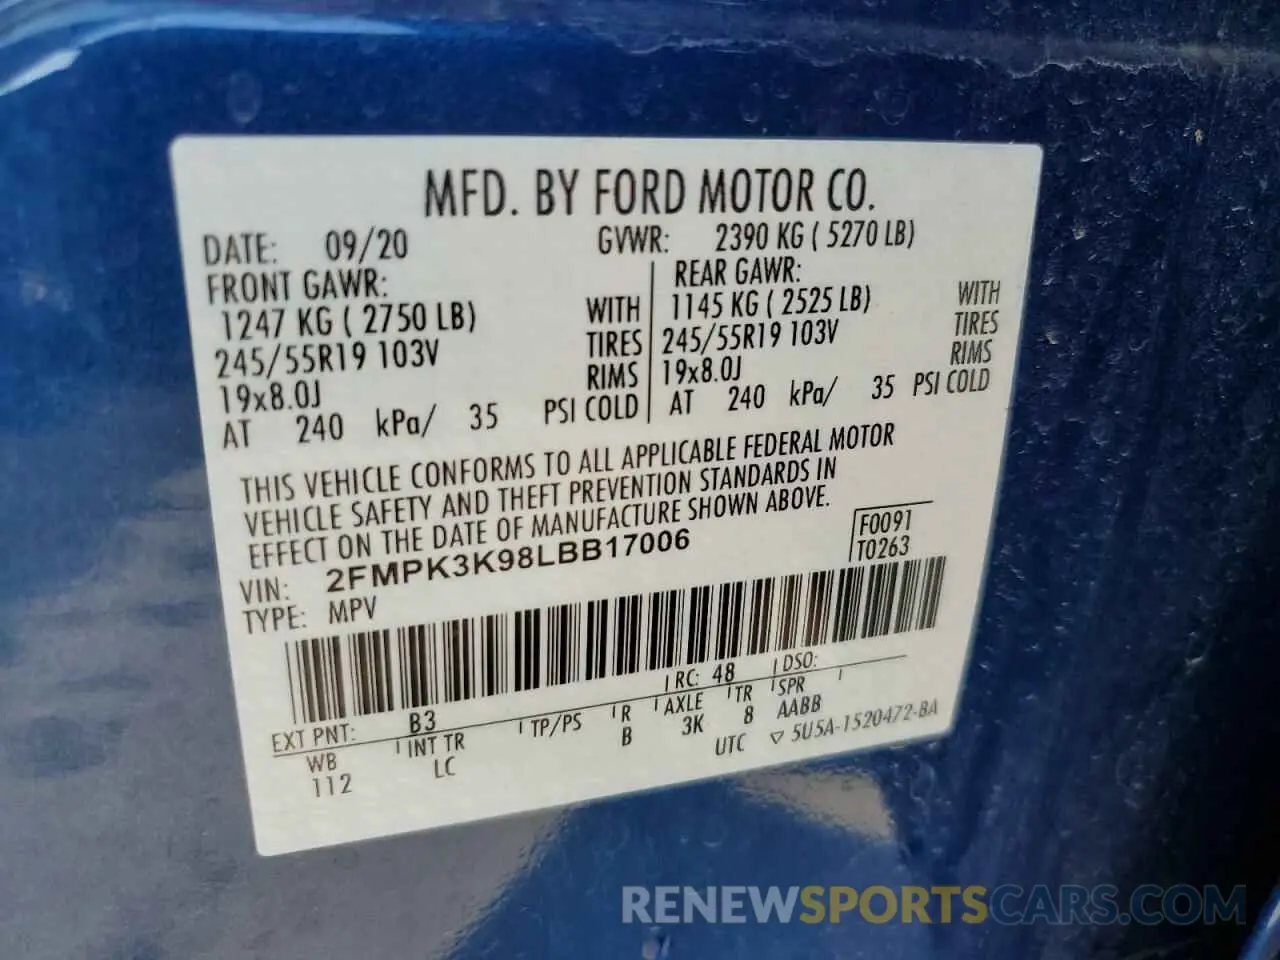 MFD. BY FORD MOTOR CO.
DATE: 09/20 GVWR: 2390 KG ( 5270 LB)
FRONT GAWR: REAR GAWR:
1247 KG ( 2750 LB) WITH 1145 KG ( 2525 LB) WITH
245/55R19 103V TIRES 245/55R19 103V TIRES
19x8.0J RIMS 19x8.0J RIMS
AT 240 kPa/ 35 PSI COLD AT 240 kPa/ 35 PSI COLD
THIS VEHICLE CONFORMS TO ALL APPLICABLE FEDERAL MOTOR
VEHICLE SAFETY AND THEFT PREVENTION STANDARDS IN
EFFECT ON THE DATE OF MANUFACTURE SHOWN ABOVE.
VIN: 2FMPK3K98LBB17006 F0091
TYPE: MPV T0263
EXT PNT: B3 RC: 48 DSO:
WB INT TR TP/PS R AXLE TR SPR
112 LC B 3K 8 AABB
UTC ▽ 5U5A-1520472-BA
RENEWSPORTSCARS.COM